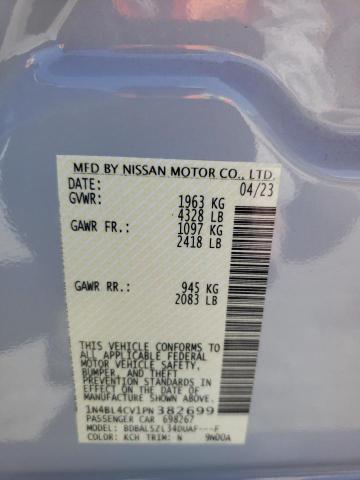 MFD BY NISSAN MOTOR CO., LTD.
DATE: 04/23
GVWR: 1963 KG
4328 LB
GAWR FR: 1097 KG
2418 LB
GAWR RR: 945 KG
2083 LB
THIS VEHICLE CONFORMS TO
ALL APPLICABLE FEDERAL
MOTOR VEHICLE SAFETY,
BUMPER, AND THEFT
PREVENTION STANDARDS
IN EFFECT ON THE DATE OF
MANUFACTURE SHOWN ABOVE.
1N4BL4CV1PN382699
PASSENGER CAR 698267
MODEL: BDBALSZL34DUAF---F
COLOR: KCH TRIM: N 9N00A